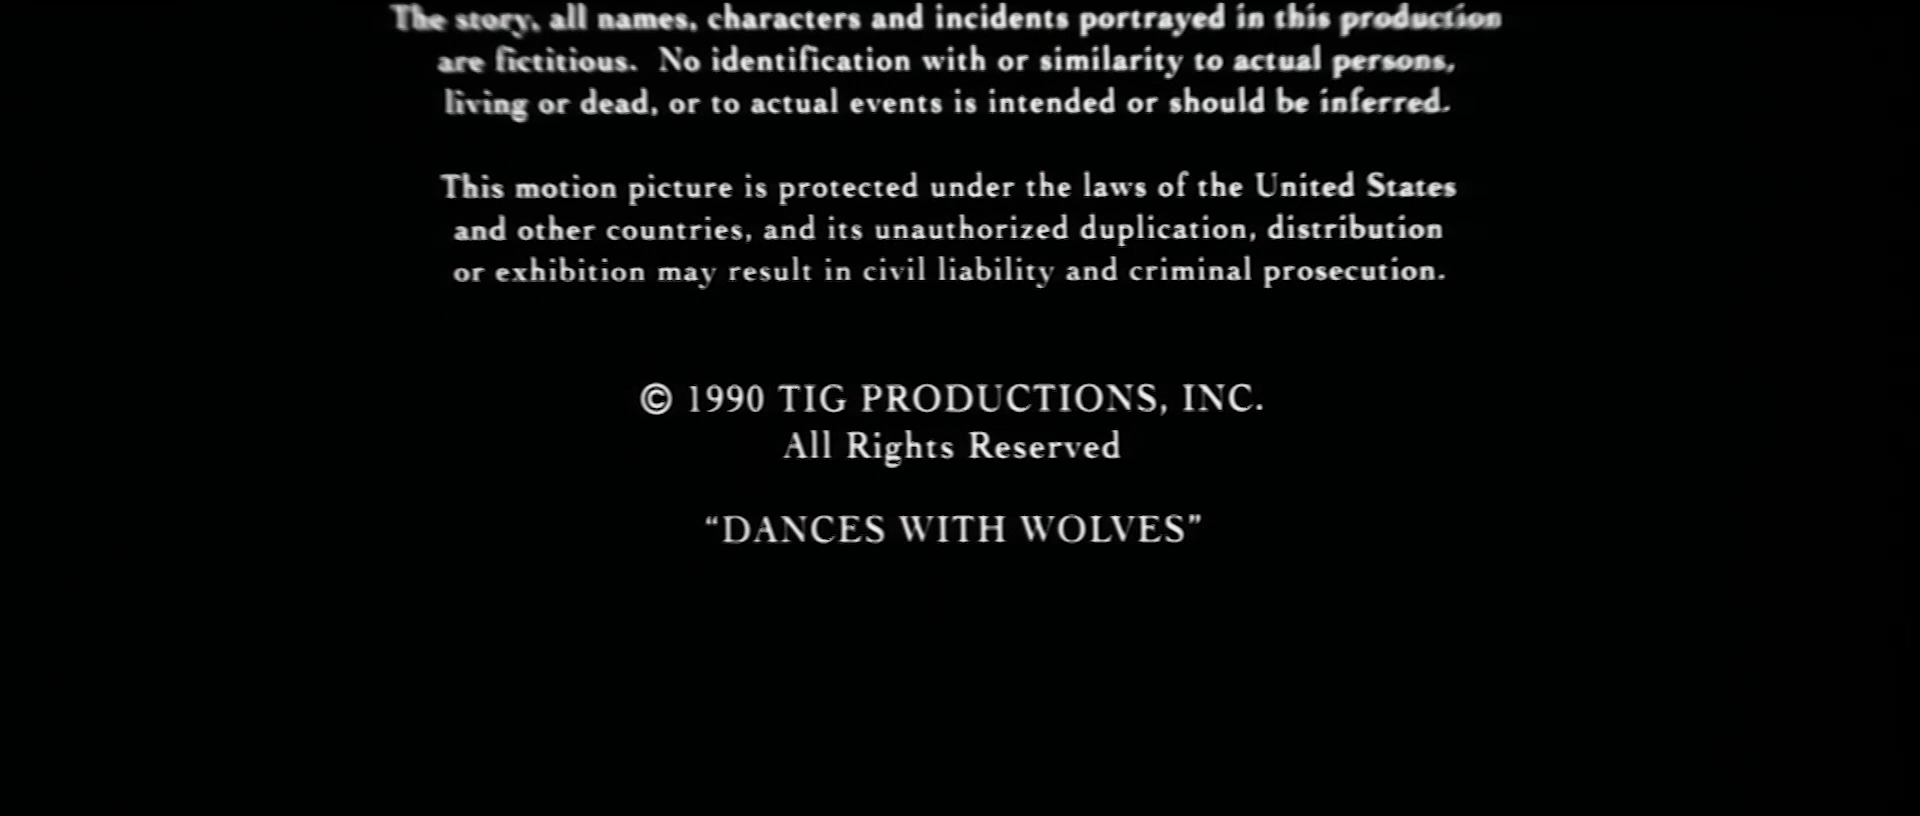 The story, all names, characters and incidents portrayed in this production
are fictitious. No identification with or similarity to actual persons,
living or dead, or to actual events is intended or should be inferred.
This motion picture is protected under the laws of the United States
and other countries, and its unauthorized duplication, distribution
or exhibition may result in civil liability and criminal prosecution.
© 1990 TIG PRODUCTIONS, INC.
All Rights Reserved
“DANCES WITH WOLVES”